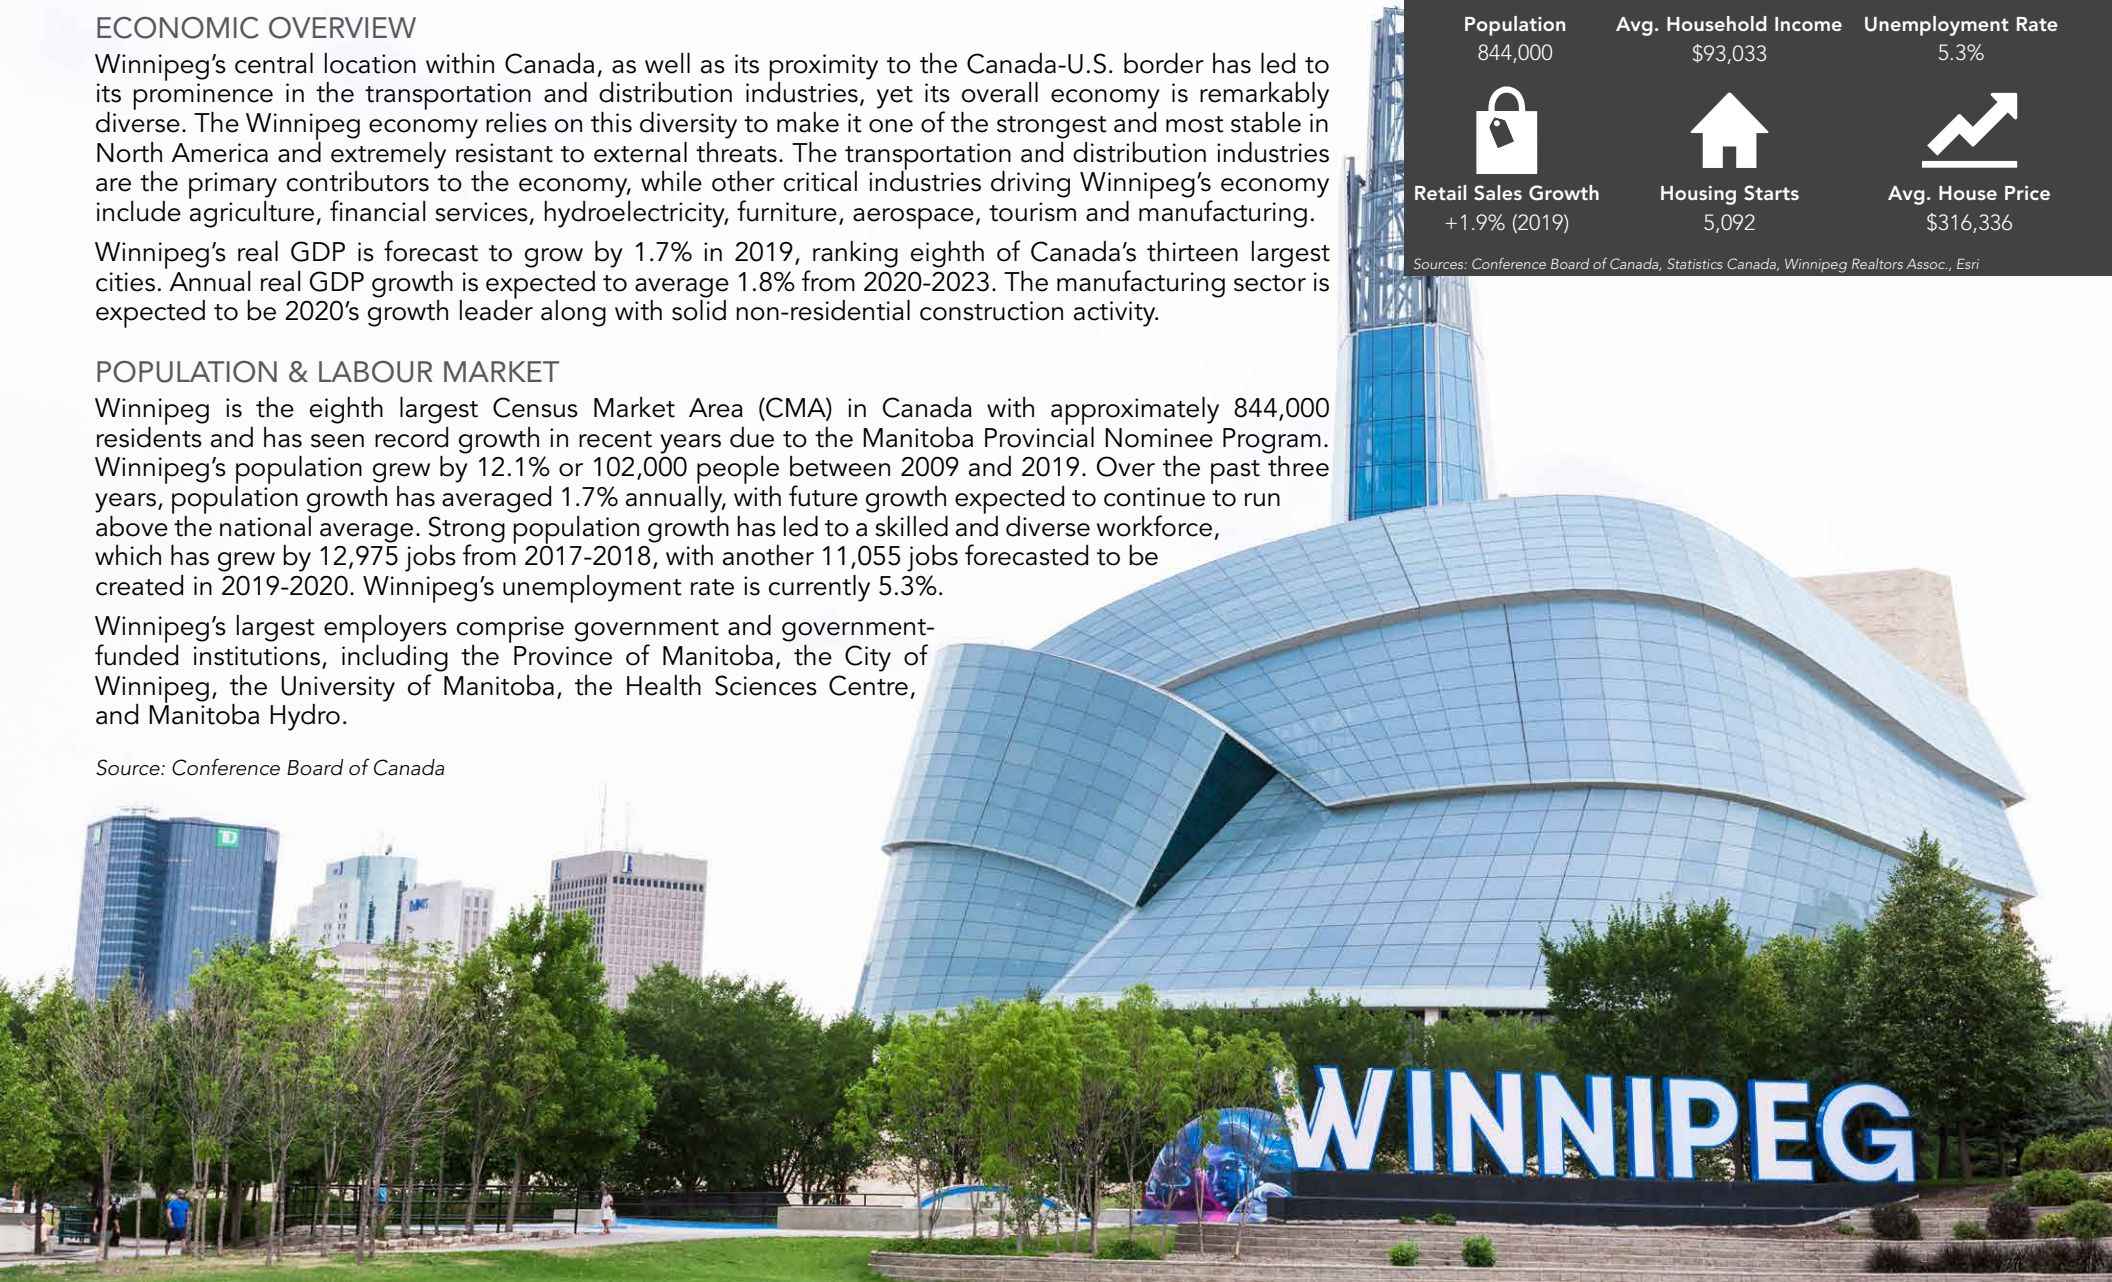 ECONOMIC OVERVIEW
Winnipeg’s central location within Canada, as well as its proximity to the Canada-U.S. border has led to
its prominence in the transportation and distribution industries, yet its overall economy is remarkably
diverse. The Winnipeg economy relies on this diversity to make it one of the strongest and most stable in
North America and extremely resistant to external threats. The transportation and distribution industries
are the primary contributors to the economy, while other critical industries driving Winnipeg’s economy
include agriculture, financial services, hydroelectricity, furniture, aerospace, tourism and manufacturing.
Winnipeg’s real GDP is forecast to grow by 1.7% in 2019, ranking eighth of Canada’s thirteen largest
cities. Annual real GDP growth is expected to average 1.8% from 2020-2023. The manufacturing sector is
expected to be 2020’s growth leader along with solid non-residential construction activity.
POPULATION & LABOUR MARKET
Winnipeg is the eighth largest Census Market Area (CMA) in Canada with approximately 844,000
residents and has seen record growth in recent years due to the Manitoba Provincial Nominee Program.
Winnipeg’s population grew by 12.1% or 102,000 people between 2009 and 2019. Over the past three
years, population growth has averaged 1.7% annually, with future growth expected to continue to run
above the national average. Strong population growth has led to a skilled and diverse workforce,
which has grew by 12,975 jobs from 2017-2018, with another 11,055 jobs forecasted to be
created in 2019-2020. Winnipeg’s unemployment rate is currently 5.3%.
Winnipeg’s largest employers comprise government and government-
funded institutions, including the Province of Manitoba, the City of
Winnipeg, the University of Manitoba, the Health Sciences Centre,
and Manitoba Hydro.
Source: Conference Board of Canada
Population Avg. Household Income Unemployment Rate
844,000 $93,033 5.3%
Retail Sales Growth Housing Starts Avg. House Price
+1.9% (2019) 5,092 $316,336
Sources: Conference Board of Canada, Statistics Canada, Winnipeg Realtors Assoc., Esri
TD
WINNIPEG